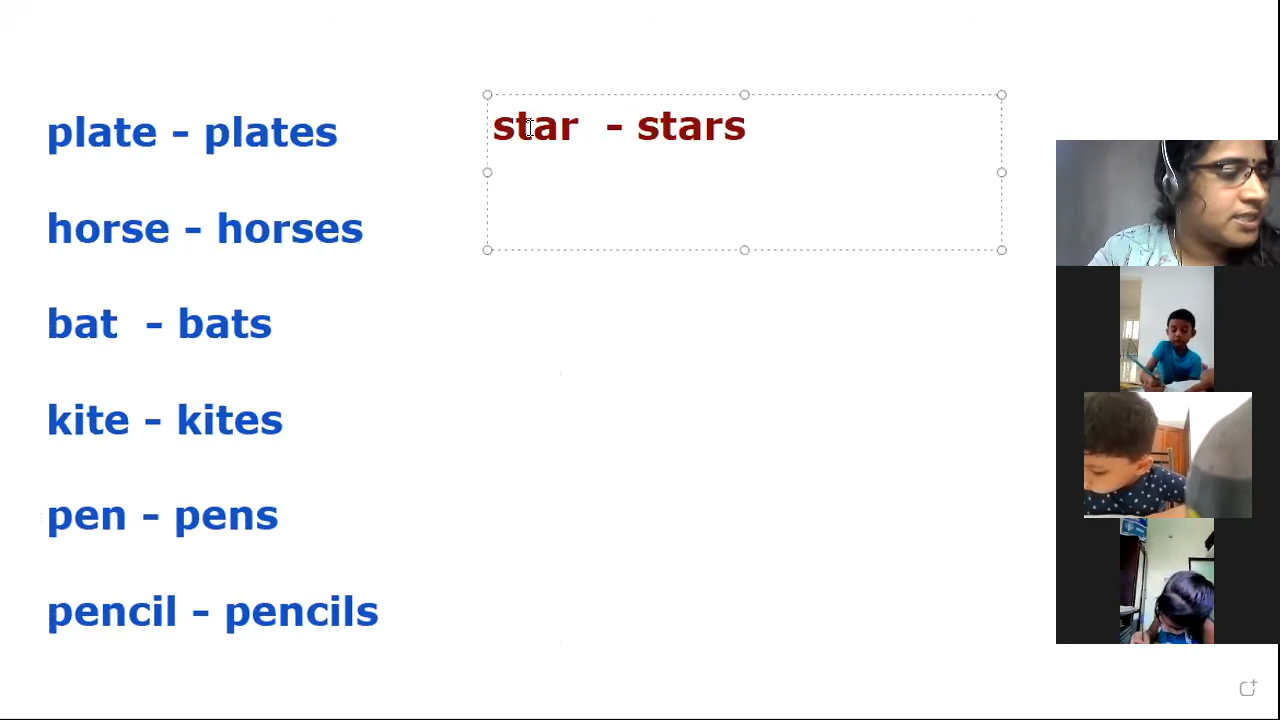 plate - plates
horse - horses
bat - bats
kite - kites
pen - pens
pencil - pencils
star - stars